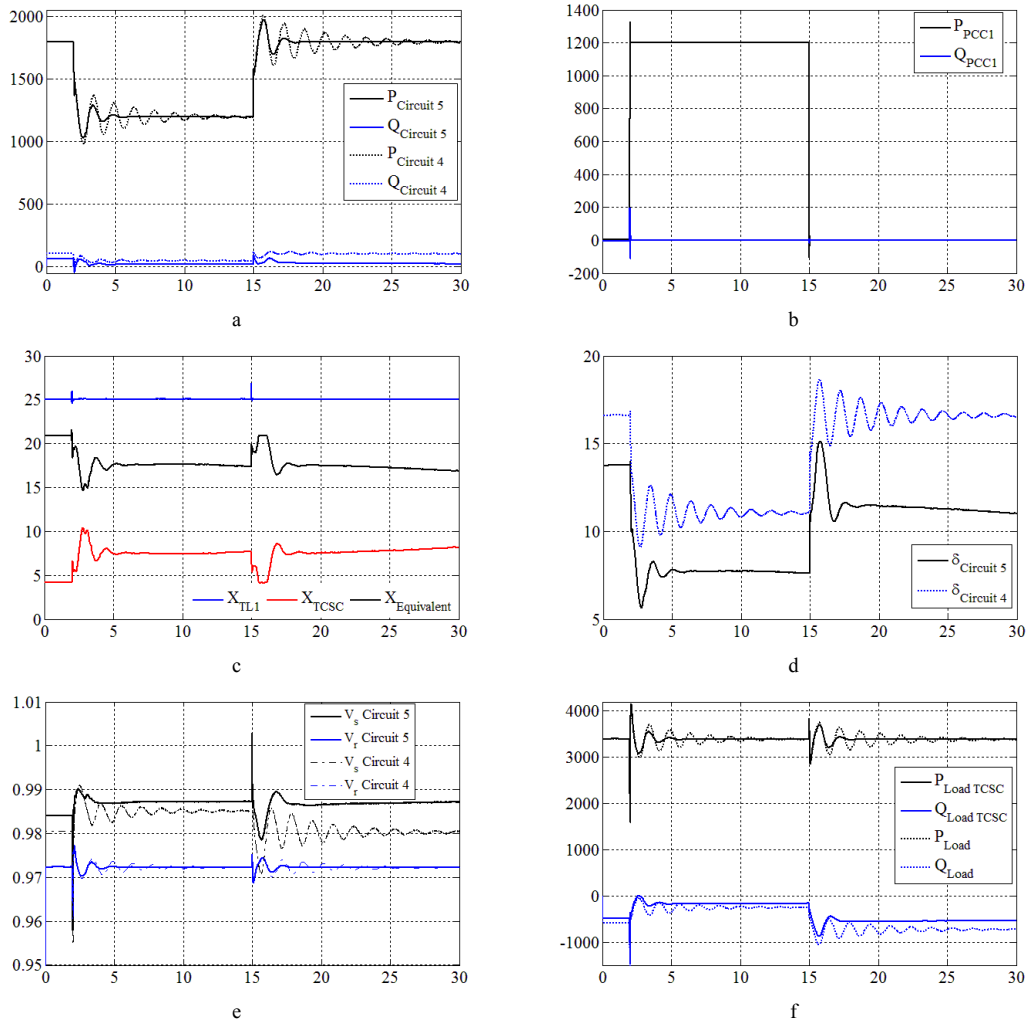 2000
1500
1000
500
0
0 5 10 15 20 25 30
P Circuit 5
Q Circuit 5
P Circuit 4
Q Circuit 4
a
1400
1200
1000
800
600
400
200
0
-200
0 5 10 15 20 25 30
P PCC1
Q PCC1
b
30
25
20
15
10
5
0
0 5 10 15 20 25 30
X TL1 X TCSC X Equivalent
c
20
15
10
5
0 5 10 15 20 25 30
δ Circuit 5
δ Circuit 4
d
1.01
1
0.99
0.98
0.97
0.96
0.95
0 5 10 15 20 25 30
V s Circuit 5
V r Circuit 5
V s Circuit 4
V r Circuit 4
e
4000
3000
2000
1000
0
-1000
0 5 10 15 20 25 30
P Load TCSC
Q Load TCSC
P Load
Q Load
f